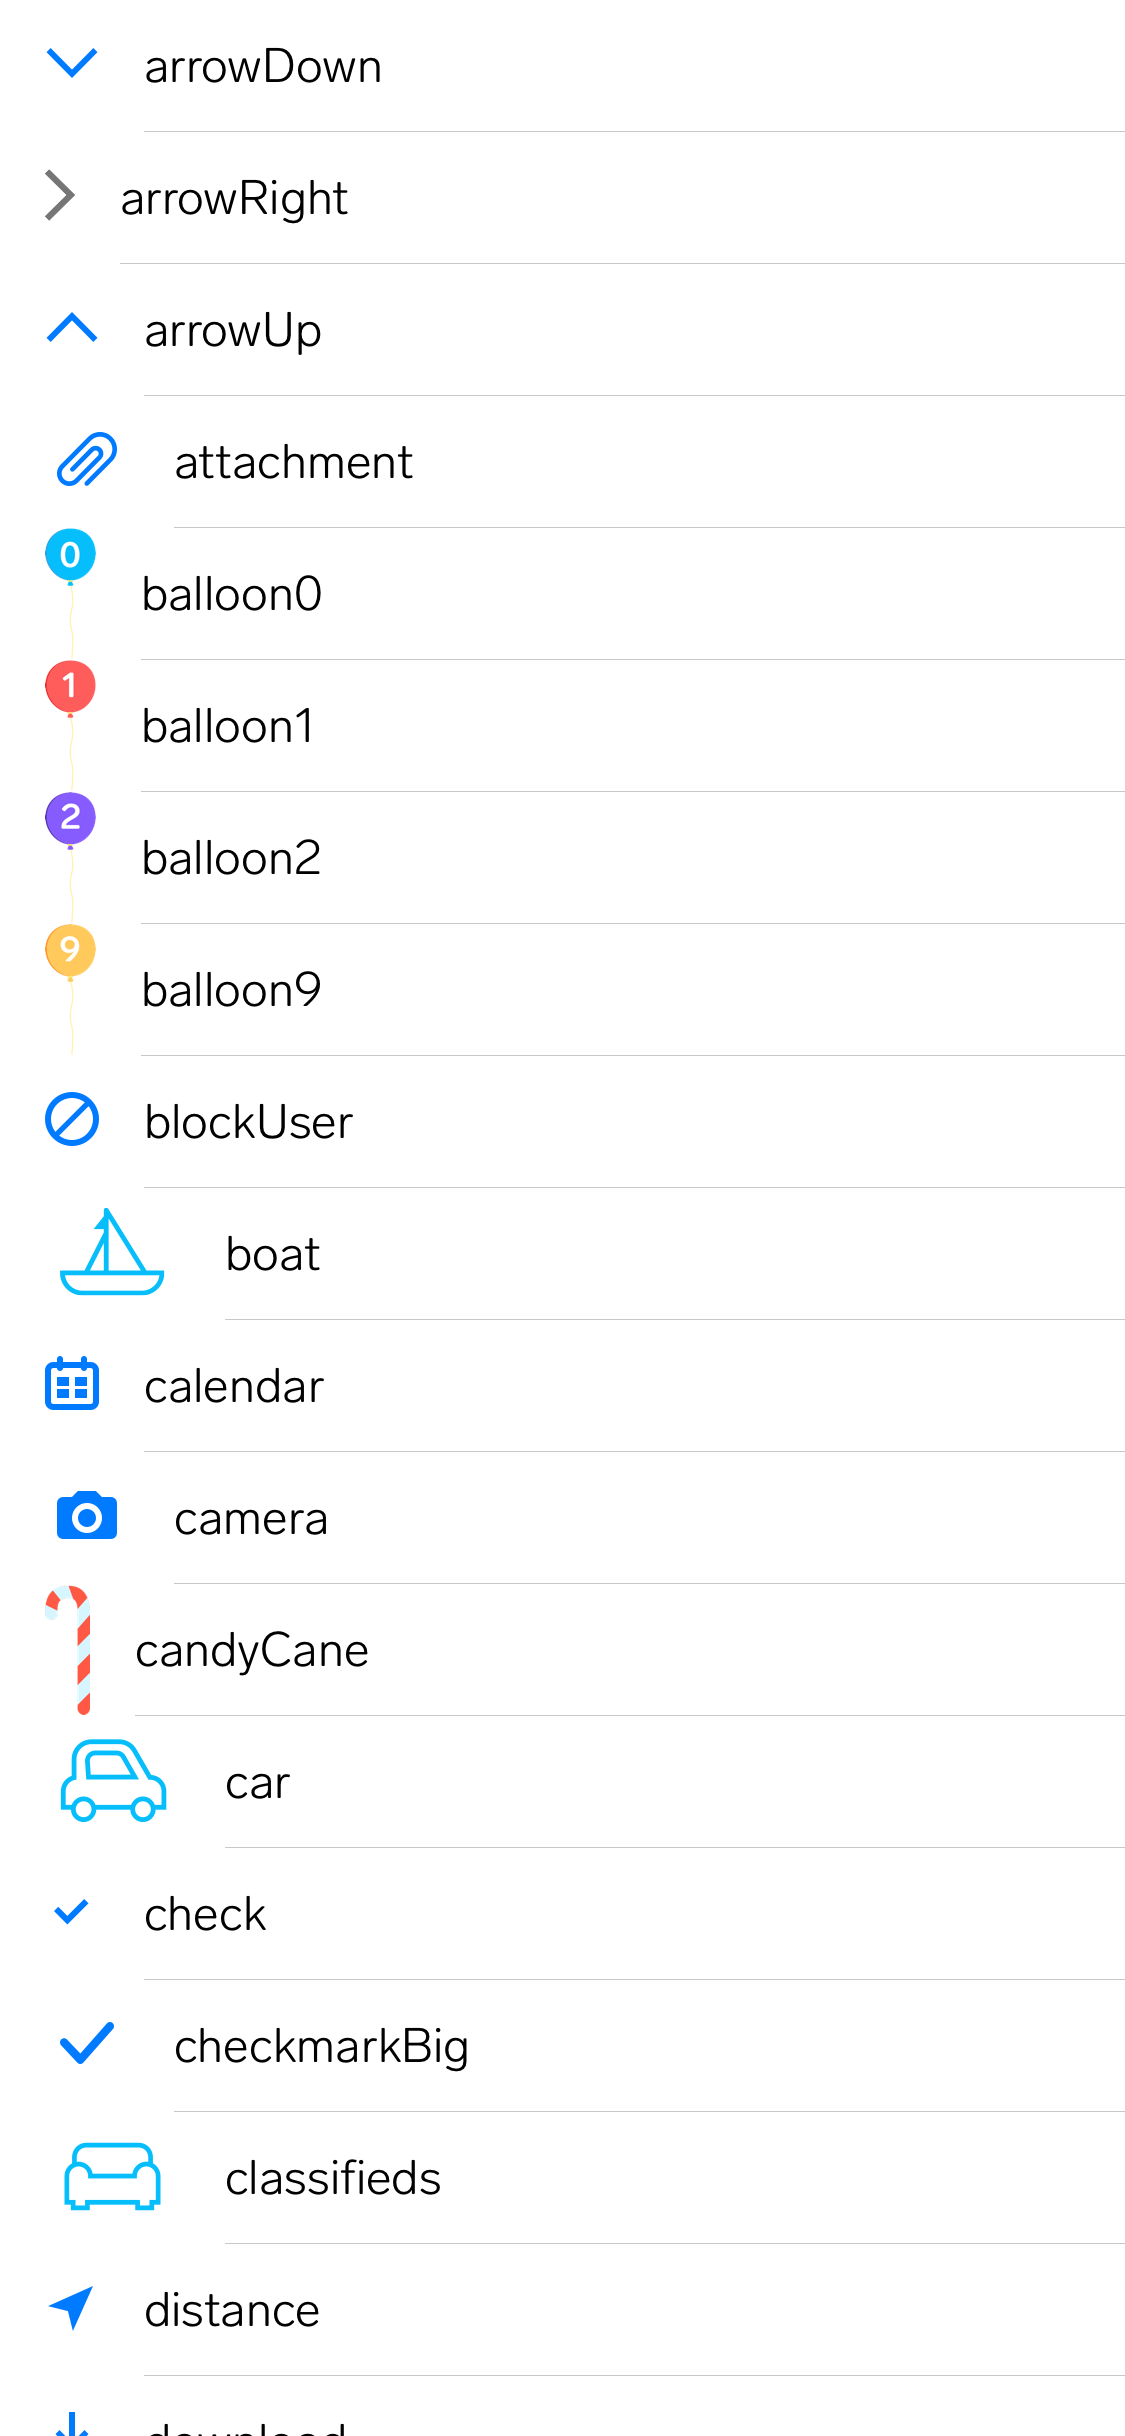 arrowDown
arrowRight
arrowUp
attachment
0
balloon0
1
balloon1
2
balloon2
9
balloon9
blockUser
boat
calendar
camera
candyCane
car
check
checkmarkBig
classifieds
distance
download